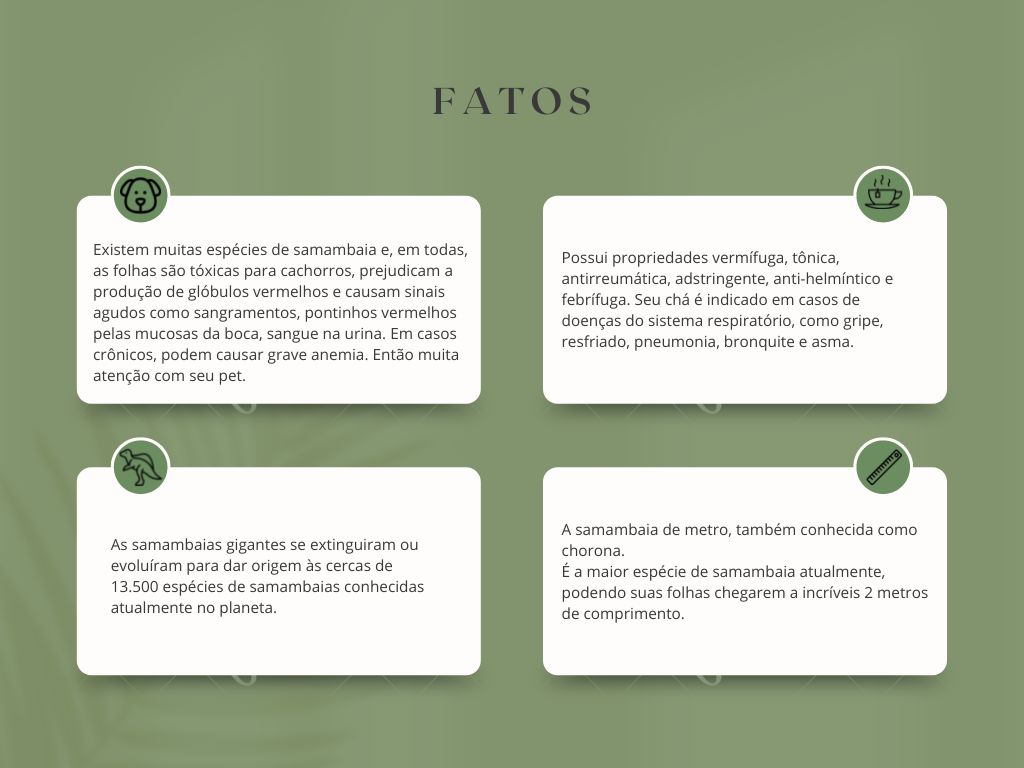 FATOS
Existem muitas espécies de samambaia e, em todas,
as folhas são tóxicas para cachorros, prejudicam a
produção de glóbulos vermelhos e causam sinais
agudos como sangramentos, pontinhos vermelhos
pelas mucosas da boca, sangue na urina. Em casos
crônicos, podem causar grave anemia. Então muita
atenção com seu pet.
Possui propriedades vermífuga, tônica,
antirreumática, adstringente, anti-helmíntico e
febrífuga. Seu chá é indicado em casos de
doenças do sistema respiratório, como gripe,
resfriado, pneumonia, bronquite e asma.
As samambaias gigantes se extinguiram ou
evoluíram para dar origem às cercas de
13.500 espécies de samambaias conhecidas
atualmente no planeta.
A samambaia de metro, também conhecida como
chorona.
É a maior espécie de samambaia atualmente,
podendo suas folhas chegarem a incríveis 2 metros
de comprimento.